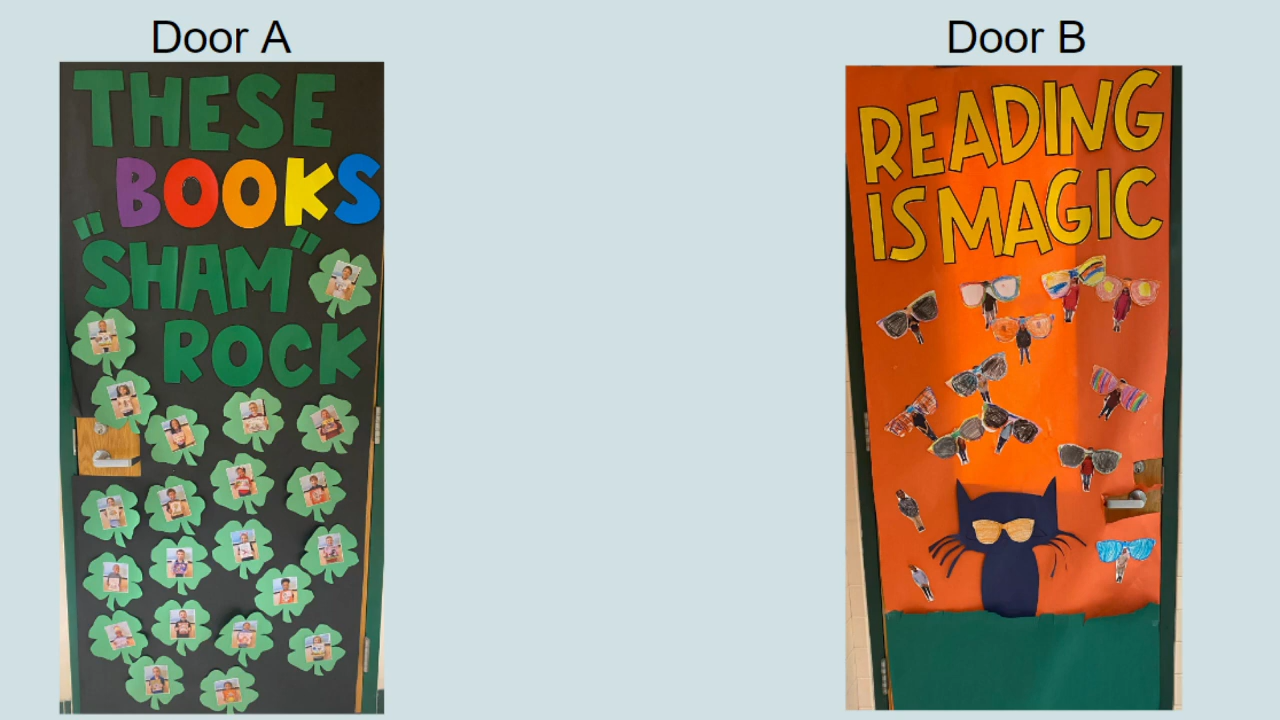 Door A
THESE
BOOKS
"SHAM"
ROCK
Door B
READING
IS MAGIC